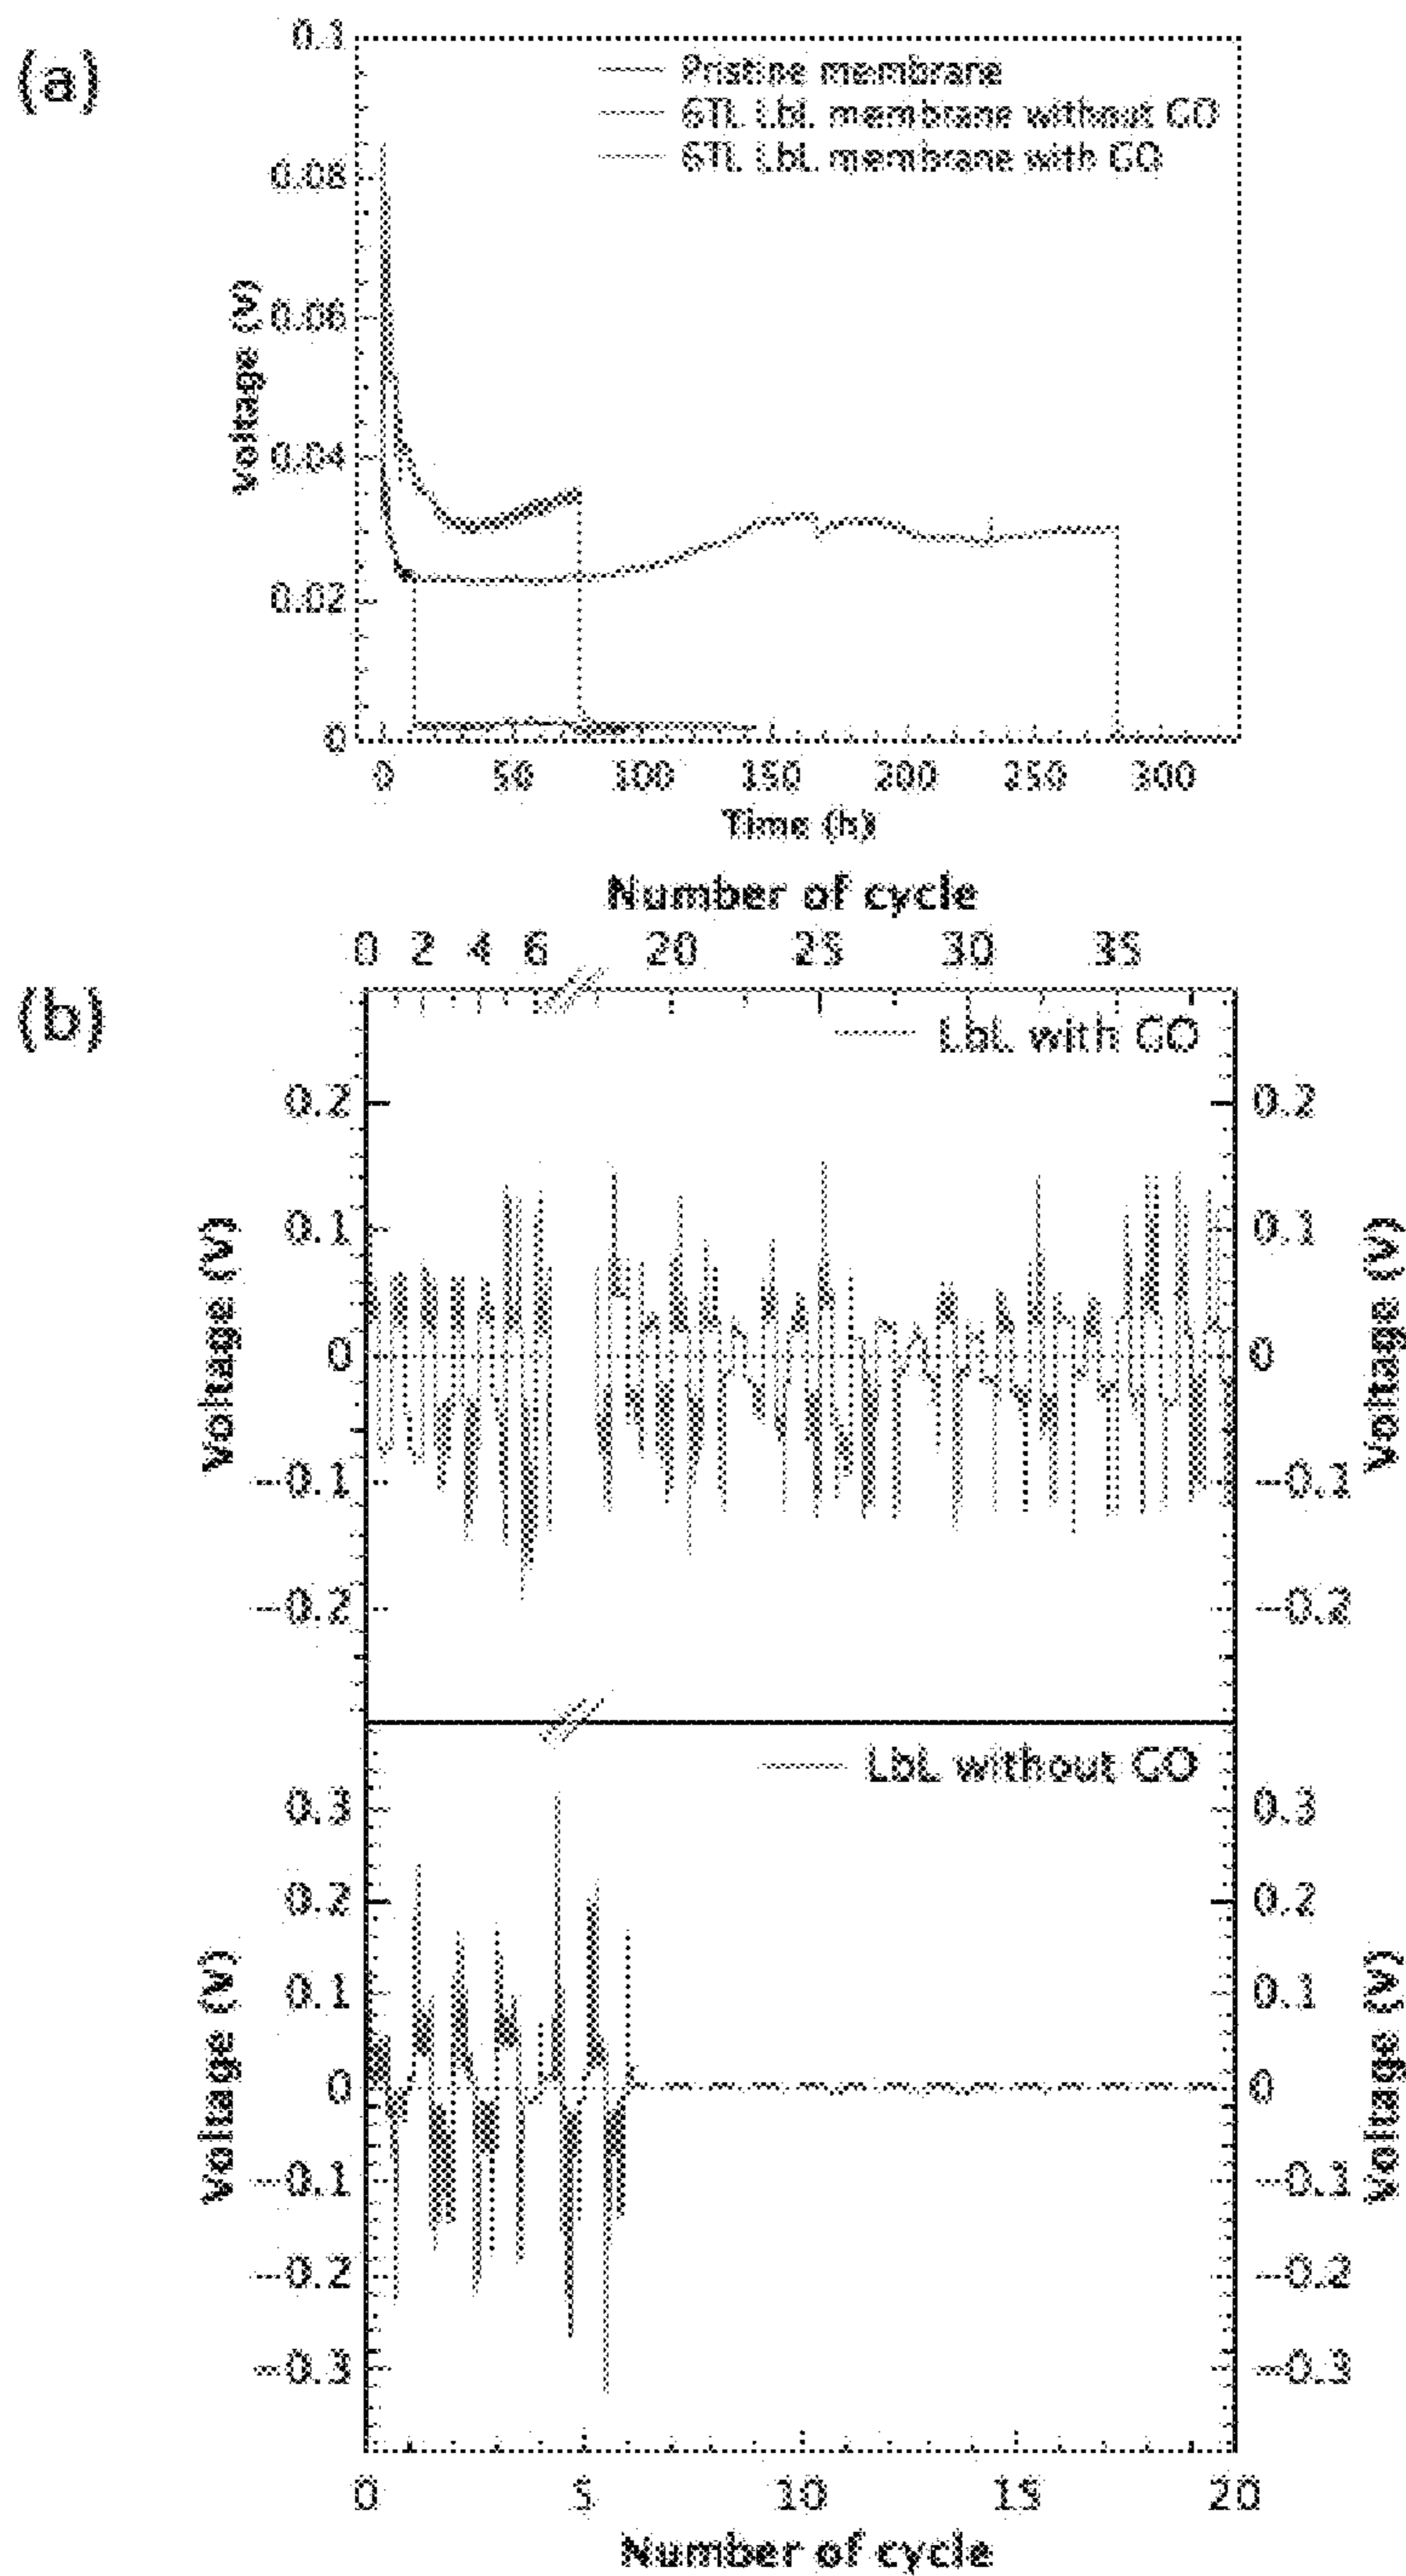 (a)
0.1
Pristine membrane
6TL LbL membrane without GO
6TL LbL membrane with GO
0.08
0.06
0.04
0.02
0
Voltage (V)
0 50 100 150 200 250 300
Time (h)
(b)
Number of cycle
0 2 4 6 20 25 30 35
LbL with GO
0.2 0.2
0.1 0.1
0 0
−0.1 −0.1
−0.2 −0.2
Voltage (V) Voltage (V)
LbL without GO
0.3 0.3
0.2 0.2
0.1 0.1
0 0
−0.1 −0.1
−0.2 −0.2
−0.3 −0.3
Voltage (V) Voltage (V)
0 5 10 15 20
Number of cycle